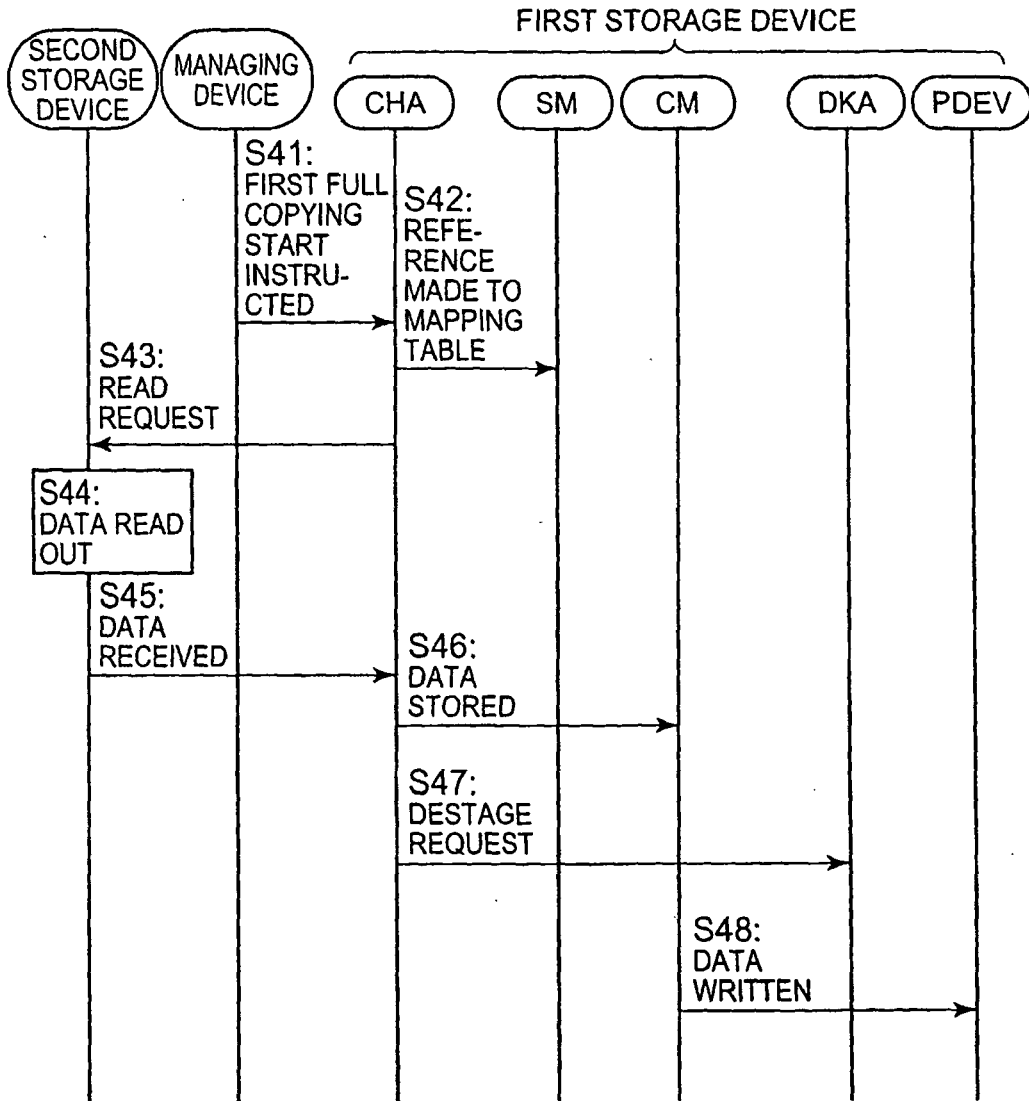 FIRST STORAGE DEVICE
SECOND
STORAGE
DEVICE
MANAGING
DEVICE
CHA
SM
CM
DKA
PDEV
S41:
FIRST FULL
COPYING
START
INSTRU-
CTED
S42:
REFE-
RENCE
MADE TO
MAPPING
TABLE
S43:
READ
REQUEST
S44:
DATA READ
OUT
S45:
DATA
RECEIVED
S46:
DATA
STORED
S47:
DESTAGE
REQUEST
S48:
DATA
WRITTEN